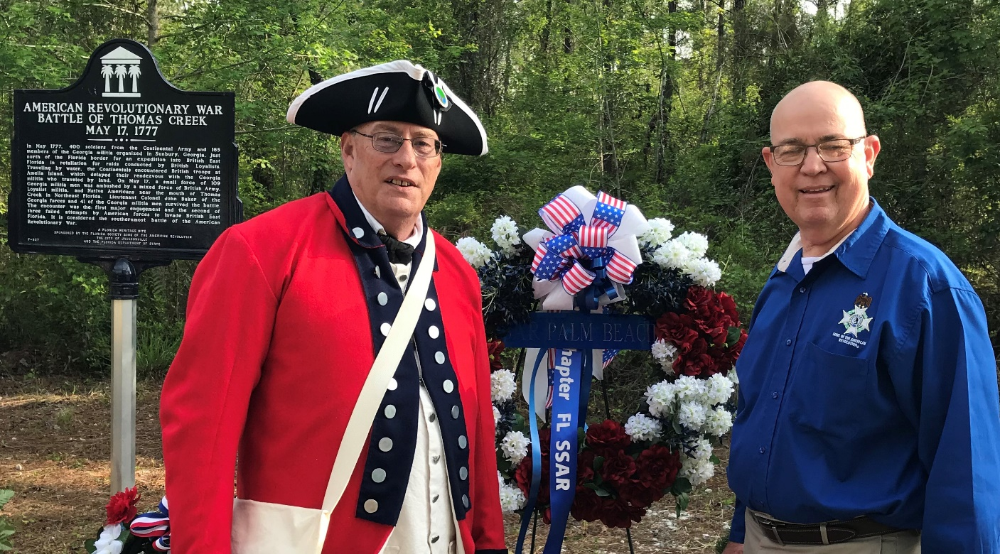 AMERICAN REVOLUTIONARY WAR
BATTLE OF THOMAS CREEK
MAY 17, 1777
In May 1777, 400 soldiers from the Continental Army and 165
members of the Georgia militia organized in Sunbury, Georgia, just
north of the Florida border for an expedition into British East
Florida in retaliation for raids conducted by British Loyalists.
Traveling by water, the Continentals encountered British troops at
Amelia Island, which delayed their rendezvous with the Georgia
militia who traveled by land. On May 17, a small force of 109
Georgia militia men was ambushed by a mixed force of British Army,
Loyalist militia, and Native Americans near the mouth of Thomas
Creek in Northeast Florida. Lieutenant Colonel John Baker of the
Georgia forces and 41 of the Georgia militia men survived the battle.
The encounter was the first major engagement and the second of
three failed attempts by American forces to invade British East
Florida. It is considered the southernmost battle of the American
Revolutionary War.
A FLORIDA HERITAGE SITE
SPONSORED BY THE FLORIDA SOCIETY SONS OF THE AMERICAN REVOLUTION
THE CITY OF JACKSONVILLE
F-827 AND THE FLORIDA DEPARTMENT OF STATE
PALM BEACH
hapter FL SSAR
SONS OF THE AMERICAN
REVOLUTION